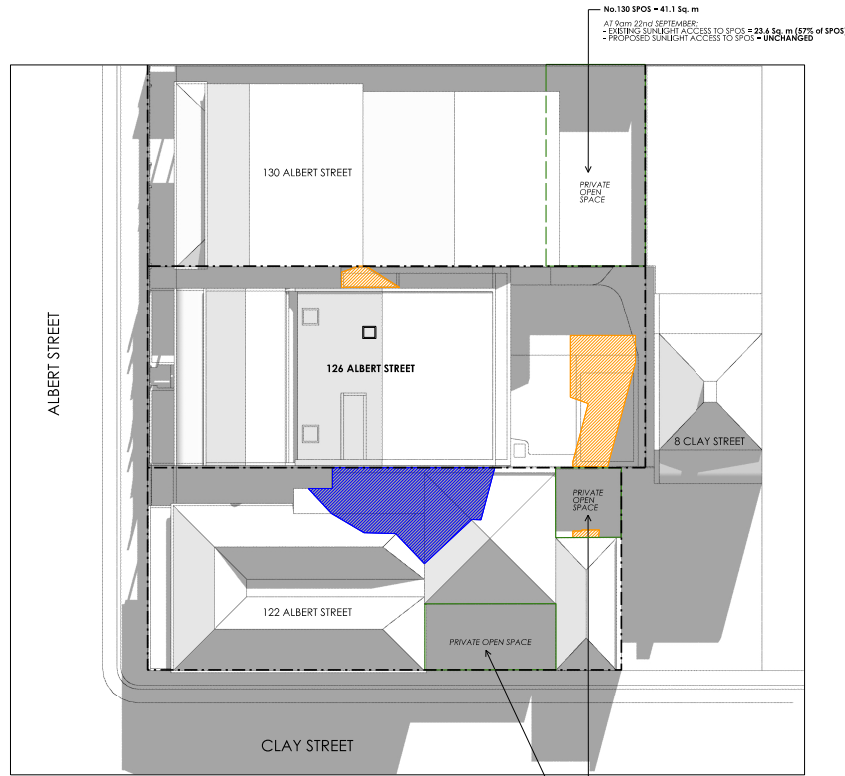 No.130 SPOS = 41.1 Sq. m
AT 9am 22nd SEPTEMBER:
- EXISTING SUNLIGHT ACCESS TO SPOS = 23.6 Sq. m (57% of SPOS)
- PROPOSED SUNLIGHT ACCESS TO SPOS = UNCHANGED
130 ALBERT STREET
PRIVATE
OPEN
SPACE
ALBERT STREET
126 ALBERT STREET
8 CLAY STREET
PRIVATE
OPEN
SPACE
122 ALBERT STREET
PRIVATE OPEN SPACE
CLAY STREET